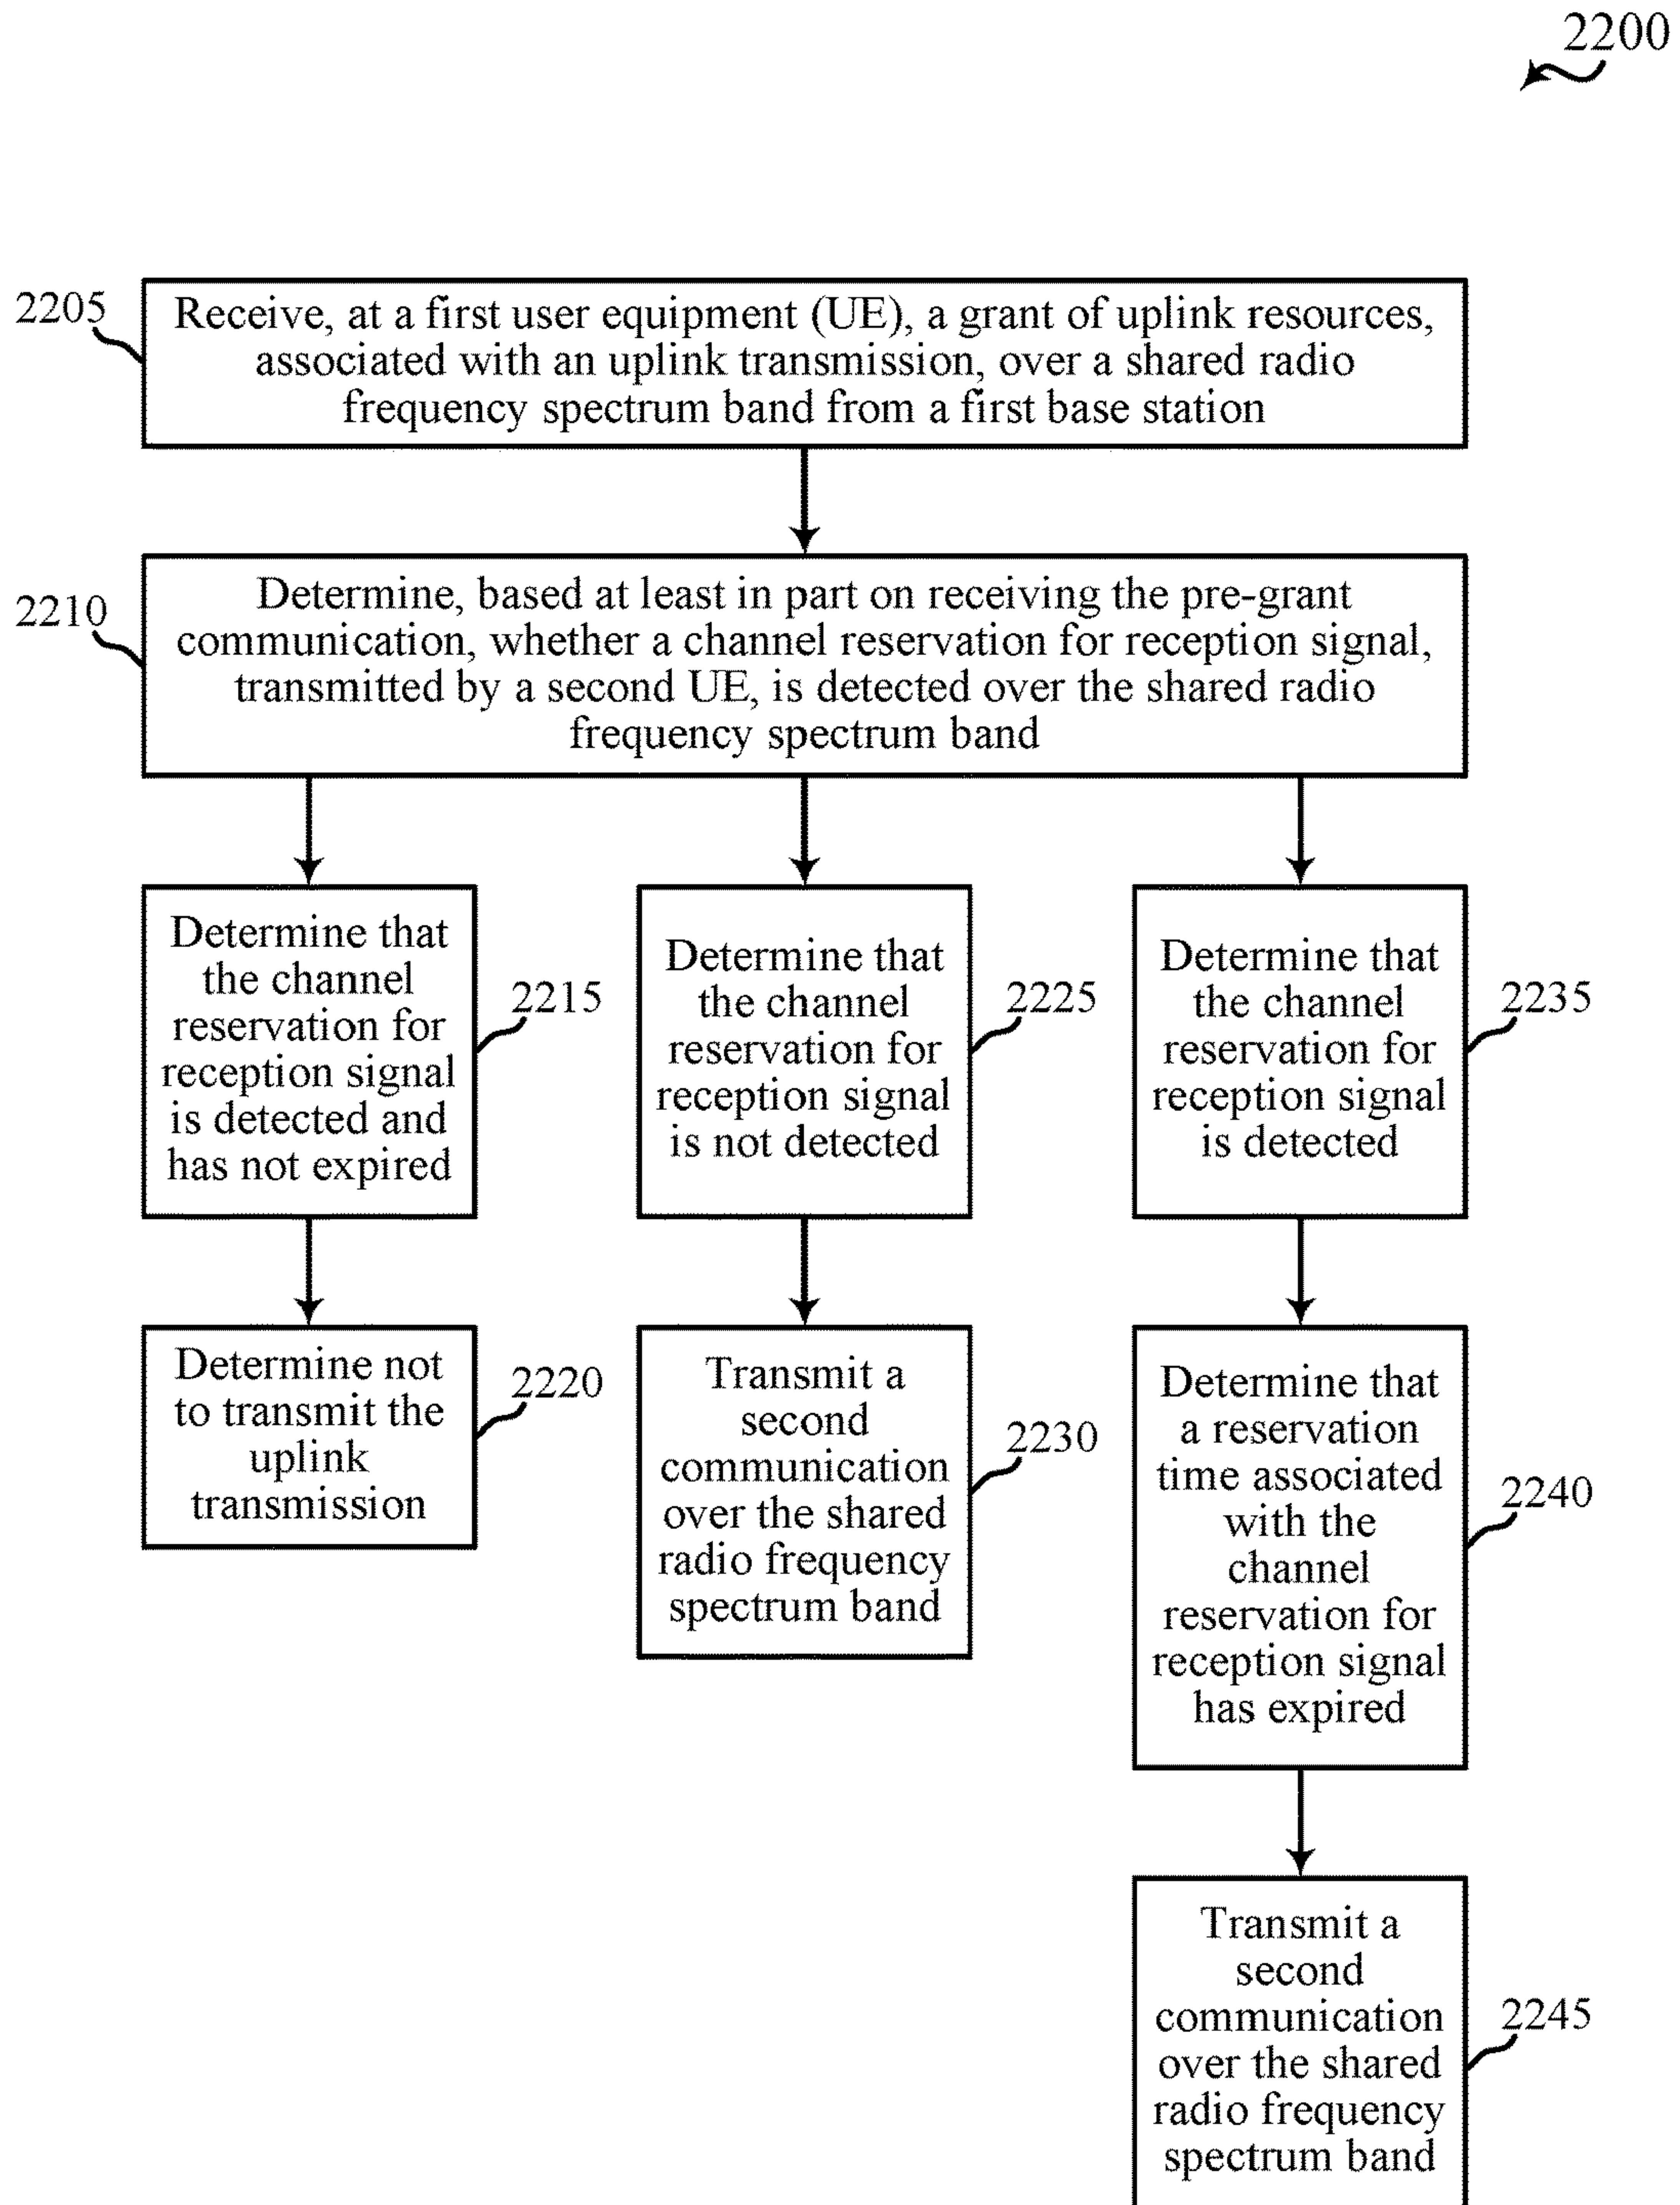 2200
2205
Receive, at a first user equipment (UE), a grant of uplink resources,
associated with an uplink transmission, over a shared radio
frequency spectrum band from a first base station
2210
Determine, based at least in part on receiving the pre-grant
communication, whether a channel reservation for reception signal,
transmitted by a second UE, is detected over the shared radio
frequency spectrum band
Determine that
the channel
reservation for
reception signal
is detected and
has not expired
2215
Determine that
the channel
reservation for
reception signal
is not detected
2225
Determine that
the channel
reservation for
reception signal
is detected
2235
Determine not
to transmit the
uplink
transmission
2220
Transmit a
second
communication
over the shared
radio frequency
spectrum band
2230
Determine that
a reservation
time associated
with the
channel
reservation for
reception signal
has expired
2240
Transmit a
second
communication
over the shared
radio frequency
spectrum band
2245